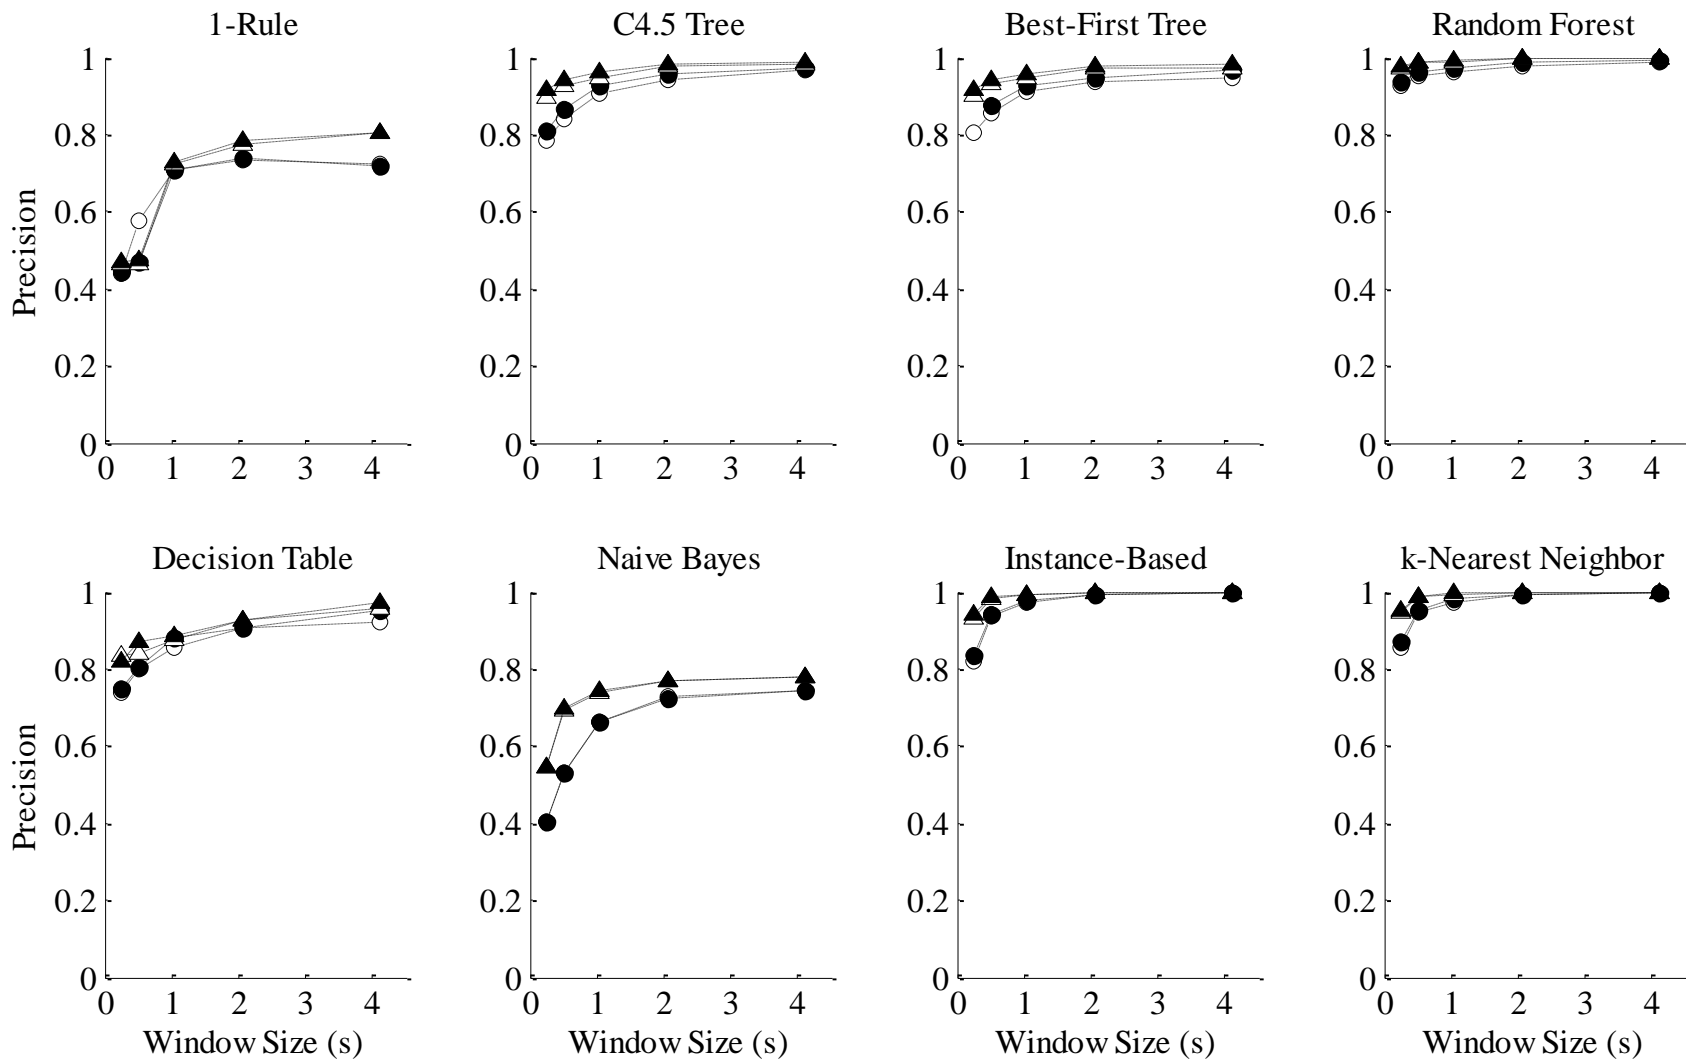 1-Rule
C4.5 Tree
Best-First Tree
Random Forest
1
0.8
0.6
0.4
0.2
0
0 1 2 3 4
Precision
1
0.8
0.6
0.4
0.2
0
0 1 2 3 4
1
0.8
0.6
0.4
0.2
0
0 1 2 3 4
1
0.8
0.6
0.4
0.2
0
0 1 2 3 4
Decision Table
Naive Bayes
Instance-Based
k-Nearest Neighbor
1
0.8
0.6
0.4
0.2
0
0 1 2 3 4
Precision
Window Size (s)
1
0.8
0.6
0.4
0.2
0
0 1 2 3 4
Window Size (s)
1
0.8
0.6
0.4
0.2
0
0 1 2 3 4
Window Size (s)
1
0.8
0.6
0.4
0.2
0
0 1 2 3 4
Window Size (s)